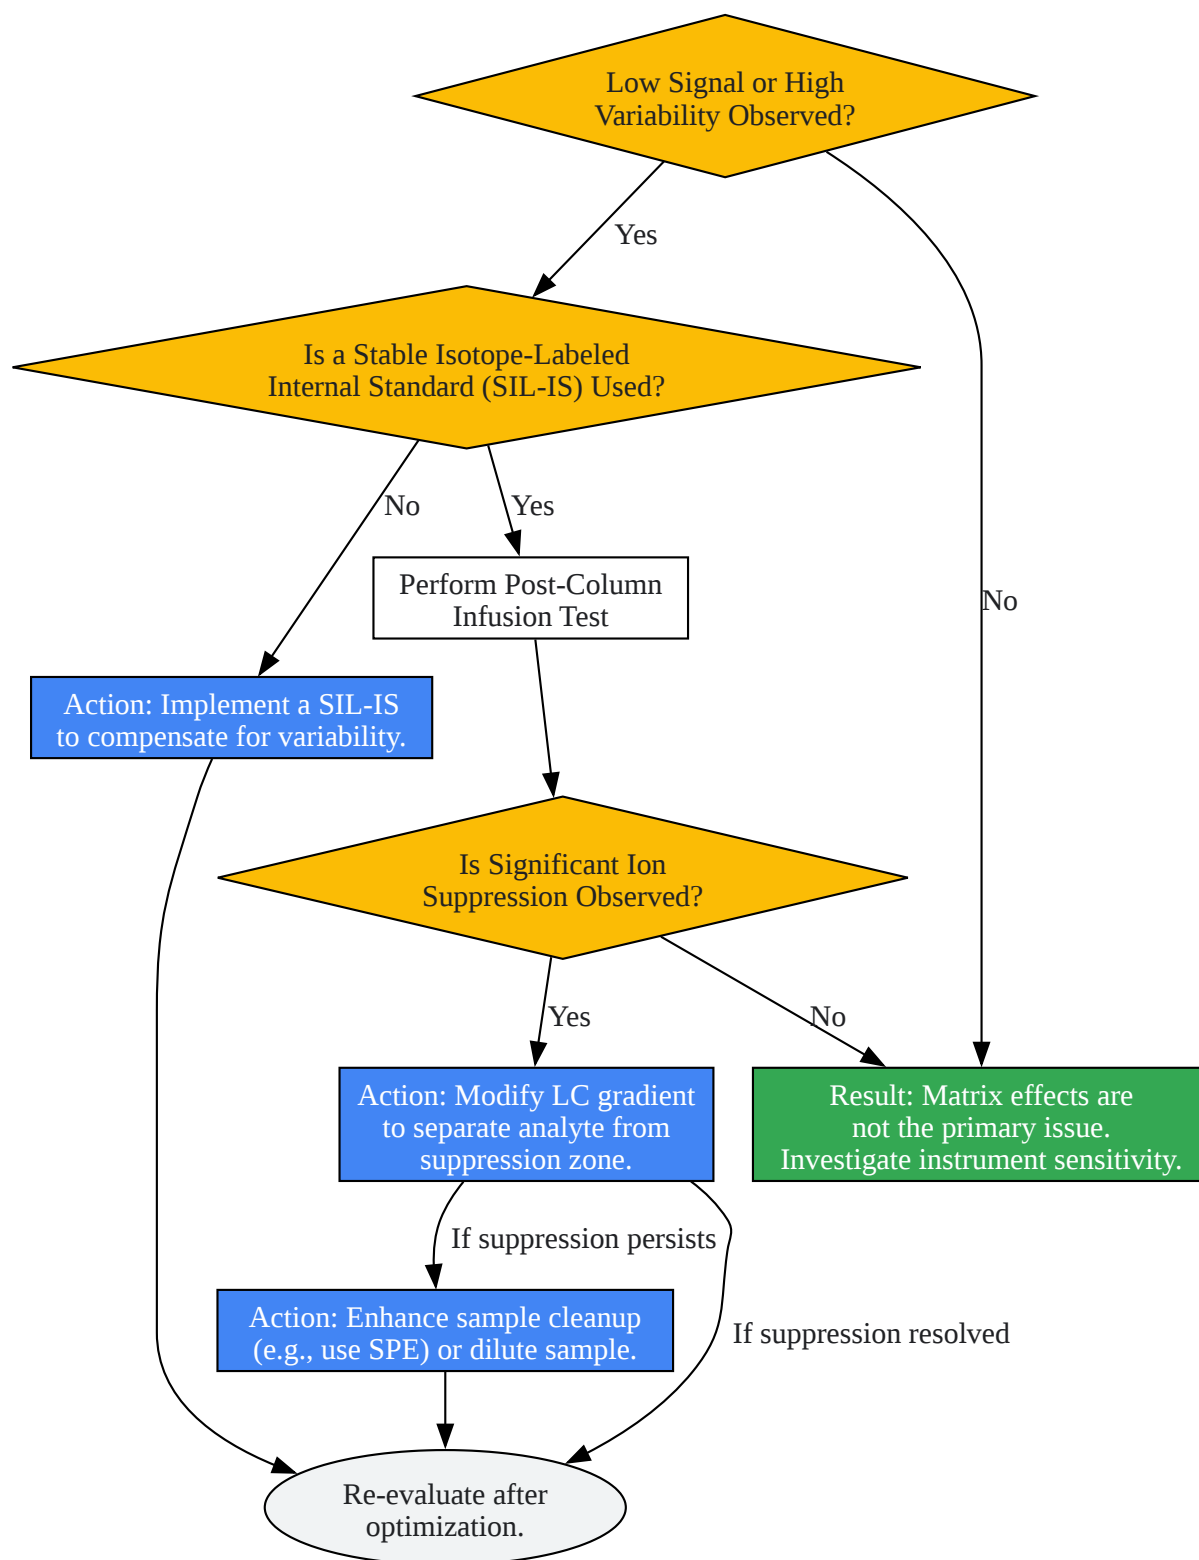 Low Signal or High
Variability Observed?
Yes
Is a Stable Isotope-Labeled
Internal Standard (SIL-IS) Used?
No
Yes
Perform Post-Column
Infusion Test
No
Action: Implement a SIL-IS
to compensate for variability.
Is Significant Ion
Suppression Observed?
Yes
No
Action: Modify LC gradient
to separate analyte from
suppression zone.
Result: Matrix effects are
not the primary issue.
Investigate instrument sensitivity.
If suppression persists
Action: Enhance sample cleanup
(e.g., use SPE) or dilute sample.
If suppression resolved
Re-evaluate after
optimization.